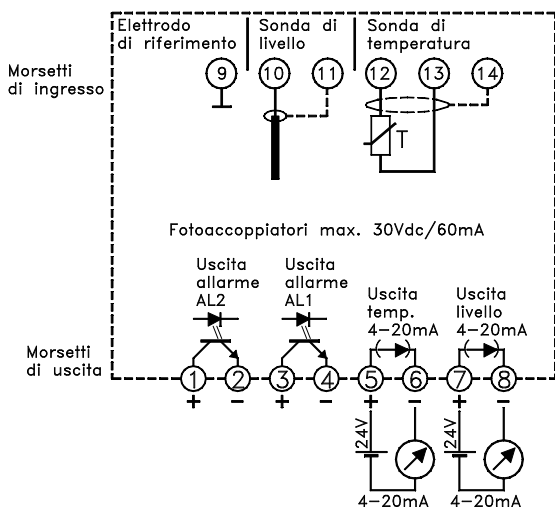 Elettrodo
di riferimento
Sonda di
livello
Sonda di
temperatura
Morsetti
di ingresso
9
10
11
12
13
14
T
Fotoaccoppiatori max. 30Vdc/60mA
Uscita
allarme
AL2
Uscita
allarme
AL1
Uscita
temp.
4-20mA
Uscita
livello
4-20mA
Morsetti
di uscita
1
2
3
4
5
6
7
8
+
-
+
-
+
-
+
-
24V
24V
4-20mA
4-20mA